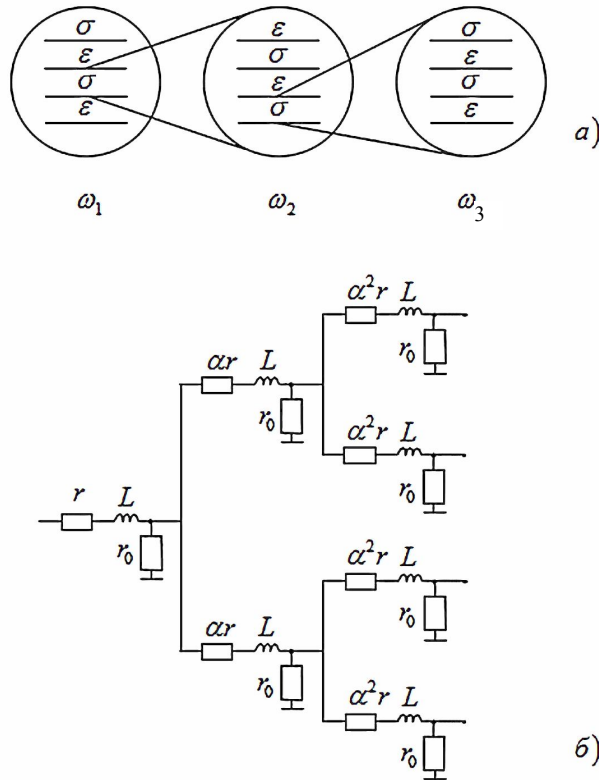 σ ε σ
ε σ ε
σ ε σ
ε σ ε
а)
ω₁ ω₂ ω₃
α²r L
r₀
αr L
r₀
α²r L
r₀
r L
r₀
α²r L
r₀
αr L
r₀
α²r L
r₀
б)